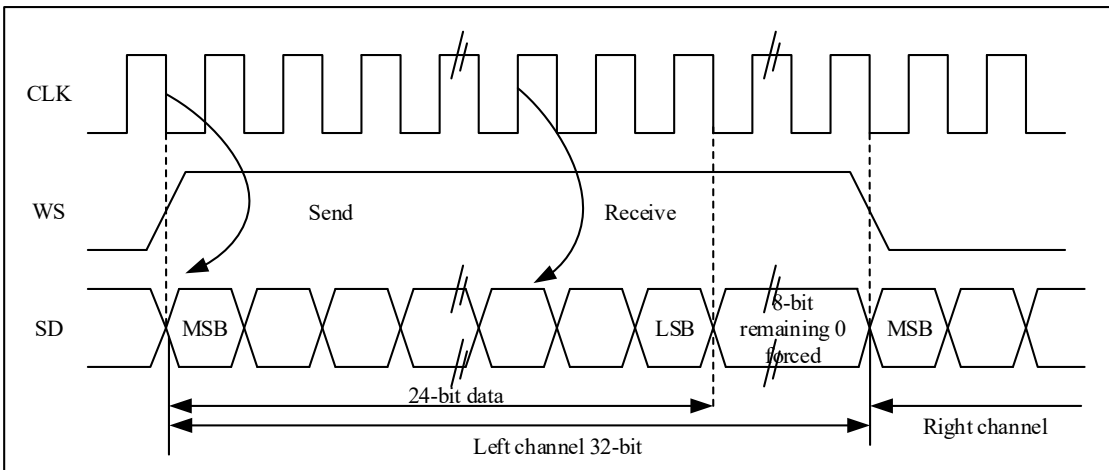 CLK
WS
Send
Receive
SD
MSB
LSB
8-bit
remaining 0
forced
MSB
24-bit data
Left channel 32-bit
Right channel